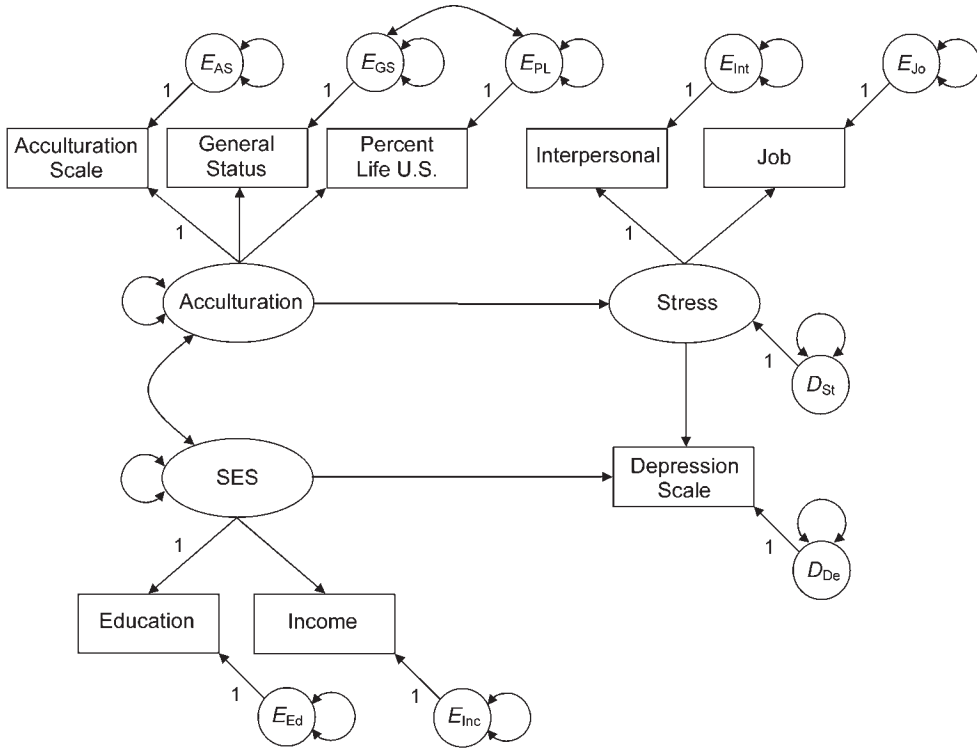 E_AS
E_GS
E_PL
E_Int
E_Jo
1
1
1
1
1
Acculturation
Scale
General
Status
Percent
Life U.S.
Interpersonal
Job
1
1
Acculturation
Stress
1
D_St
SES
Depression
Scale
1
1
D_De
Education
Income
1
1
E_Ed
E_Inc